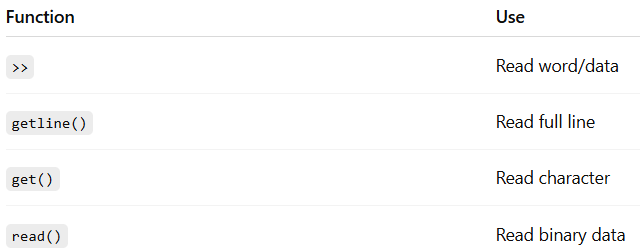 Function Use
>> Read word/data
getline() Read full line
get() Read character
read() Read binary data